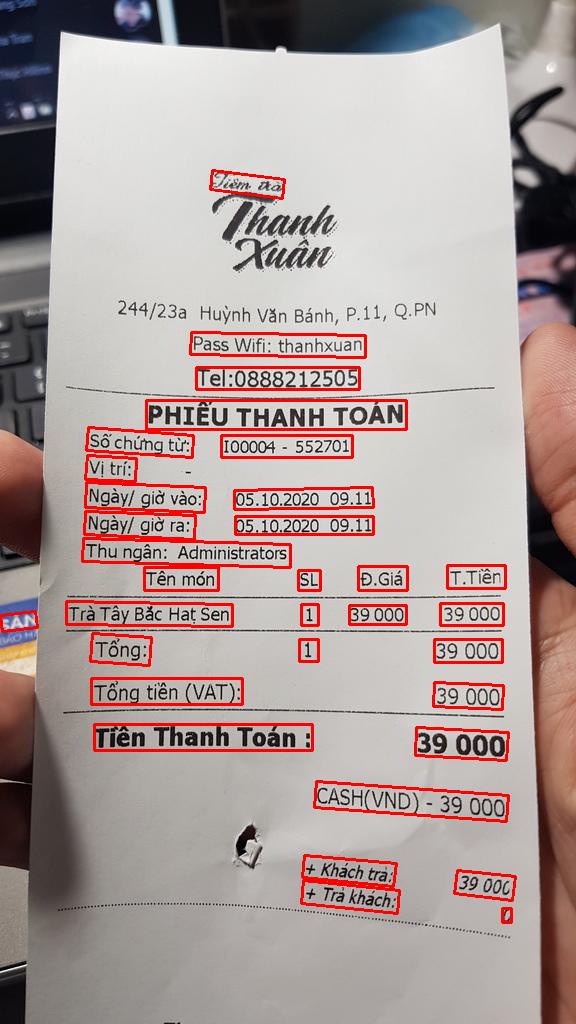 Tiệm trà
Thanh
Xuân
244/23a Huỳnh Văn Bánh, P.11, Q.PN
Pass Wifi: thanhxuan
Tel:0888212505
PHIẾU THANH TOÁN
Số chứng từ: I00004 - 552701
Vị trí: -
Ngày/ giờ vào: 05.10.2020 09.11
Ngày/ giờ ra: 05.10.2020 09.11
Thu ngân: Administrators
Tên món SL Đ.Giá T.Tiền
Trà Tây Bắc Hạt Sen 1 39 000 39 000
Tổng: 1 39 000
Tổng tiền (VAT): 39 000
Tiền Thanh Toán : 39 000
CASH(VND) - 39 000
+ Khách trả: 39 000
+ Trả khách: 0